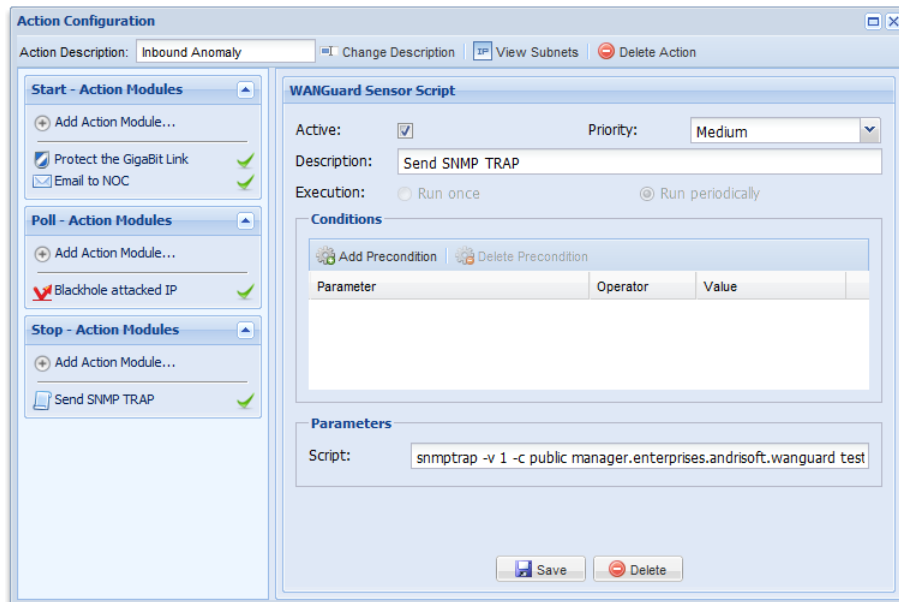 Action Configuration
Action Description: Inbound Anomaly Change Description IP View Subnets Delete Action
Start - Action Modules
Add Action Module...
Protect the GigaBit Link
Email to NOC
Poll - Action Modules
Add Action Module...
Blackhole attacked IP
Stop - Action Modules
Add Action Module...
Send SNMP TRAP
WANGuard Sensor Script
Active: Priority: Medium
Description: Send SNMP TRAP
Execution: Run once Run periodically
Conditions
Add Precondition Delete Precondition
Parameter Operator Value
Parameters
Script: snmptrap -v 1 -c public manager.enterprises.andrisoft.wanguard test
Save Delete